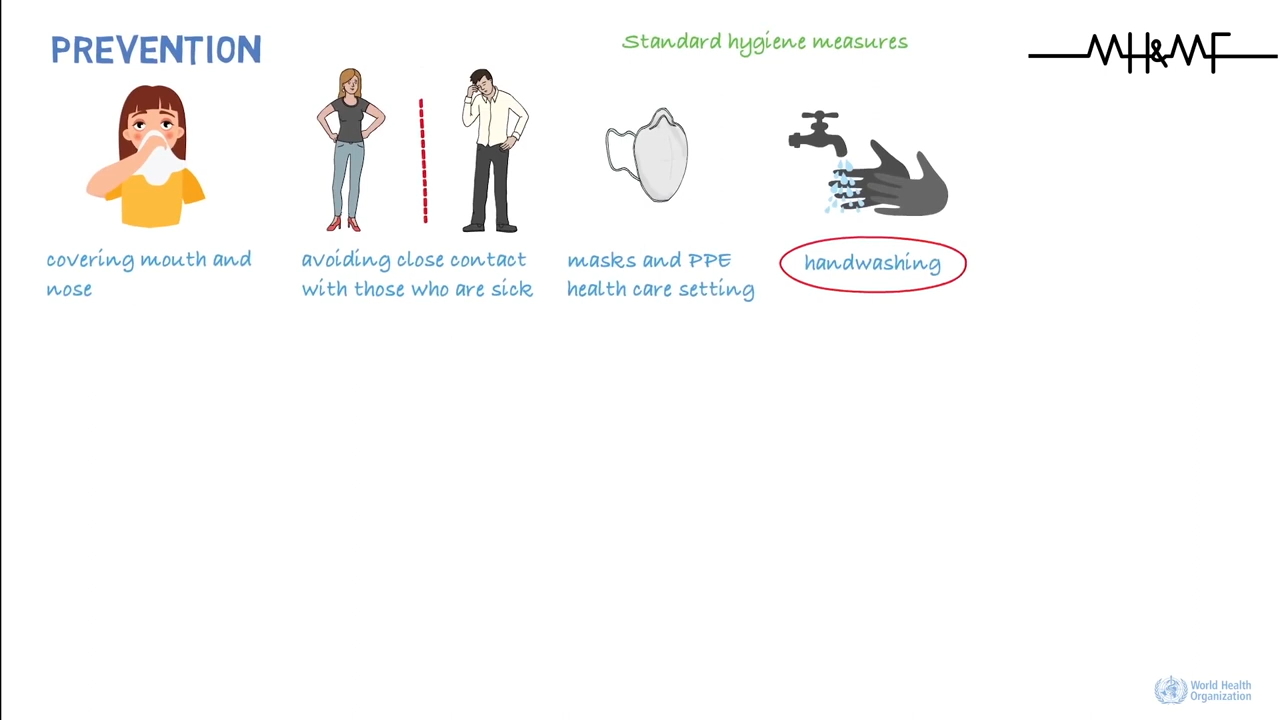 PREVENTION
Standard hygiene measures
MH&MF
covering mouth and
nose
avoiding close contact
with those who are sick
masks and PPE
health care setting
handwashing
World Health
Organization